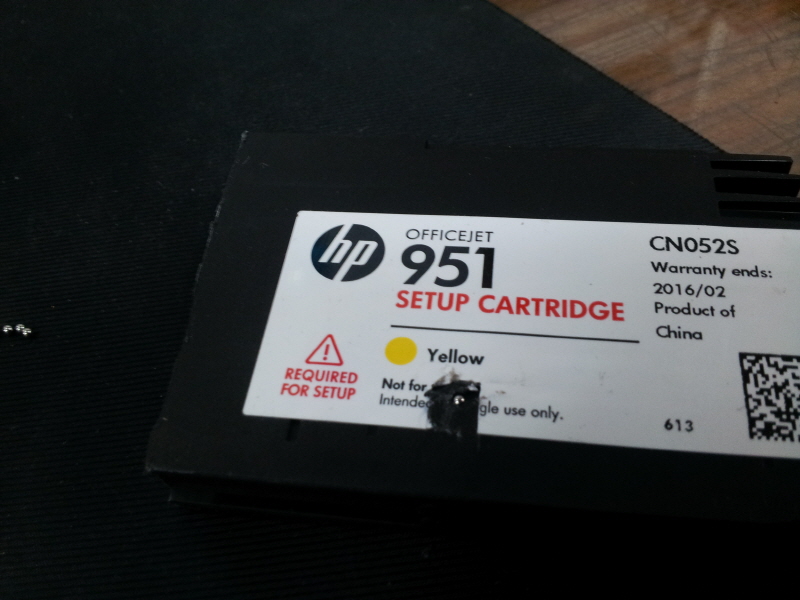 hp
OFFICEJET
951
SETUP CARTRIDGE
Yellow
REQUIRED
FOR SETUP
Not for
Intended
use only.
CN052S
Warranty ends:
2016/02
Product of
China
613